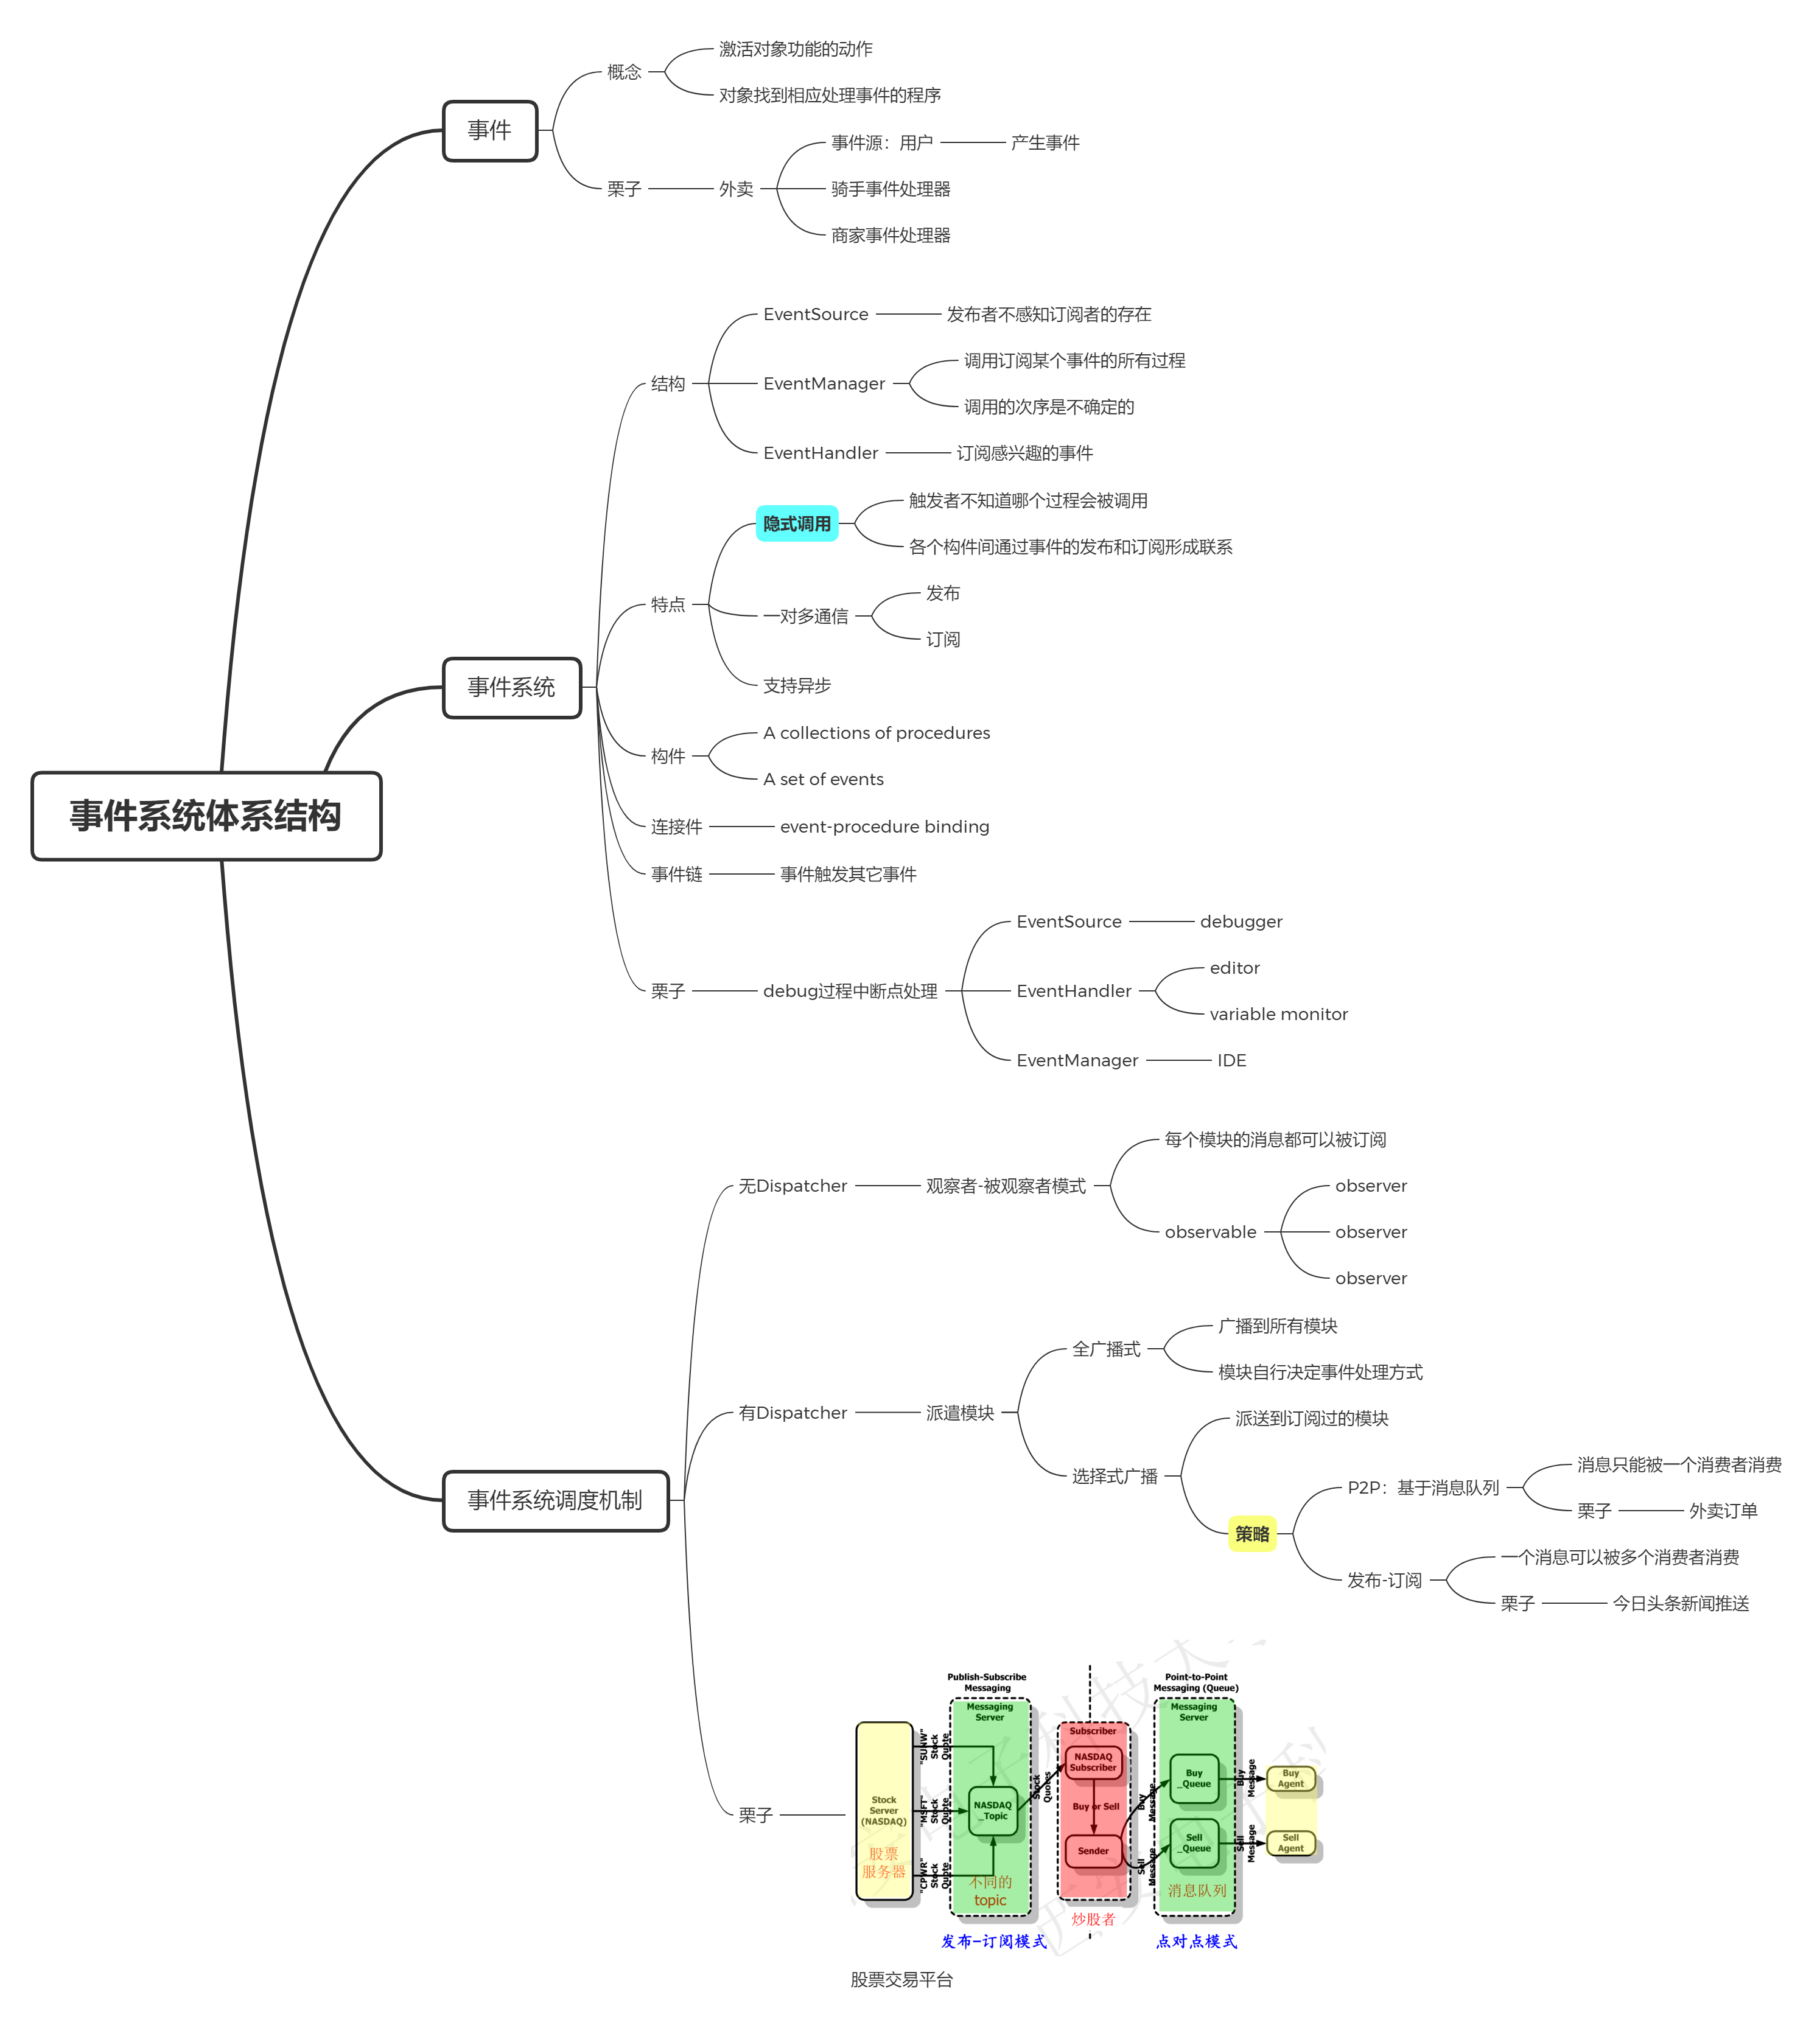 事件系统体系结构
事件
概念
激活对象功能的动作
对象找到相应处理事件的程序
栗子
外卖
事件源：用户
产生事件
骑手事件处理器
商家事件处理器
事件系统
结构
EventSource
发布者不感知订阅者的存在
EventManager
调用订阅某个事件的所有过程
调用的次序是不确定的
EventHandler
订阅感兴趣的事件
特点
隐式调用
触发者不知道哪个过程会被调用
各个构件间通过事件的发布和订阅形成联系
一对多通信
发布
订阅
支持异步
构件
A collections of procedures
A set of events
连接件
event-procedure binding
事件链
事件触发其它事件
栗子
debug过程中断点处理
EventSource
debugger
EventHandler
editor
variable monitor
EventManager
IDE
事件系统调度机制
无Dispatcher
观察者-被观察者模式
每个模块的消息都可以被订阅
observable
observer
observer
observer
有Dispatcher
派遣模块
全广播式
广播到所有模块
模块自行决定事件处理方式
选择式广播
派送到订阅过的模块
策略
P2P：基于消息队列
消息只能被一个消费者消费
栗子
外卖订单
发布-订阅
一个消息可以被多个消费者消费
栗子
今日头条新闻推送
栗子
Publish-Subscribe
Messaging
Point-to-Point
Messaging (Queue)
Stock
Server
(NASDAQ)
股票
服务器
"SUNW"
Stock
Quote
"MSFT"
Stock
Quote
"CPWR"
Stock
Quote
Messaging
Server
NASDAQ
_Topic
不同的
topic
Stock
Quotes
Subscriber
NASDAQ
Subscriber
Buy or Sell
Sender
炒股者
Buy
Message
Sell
Message
Messaging
Server
Buy
_Queue
Sell
_Queue
消息队列
Buy
Message
Sell
Message
Buy
Agent
Sell
Agent
发布-订阅模式
点对点模式
股票交易平台